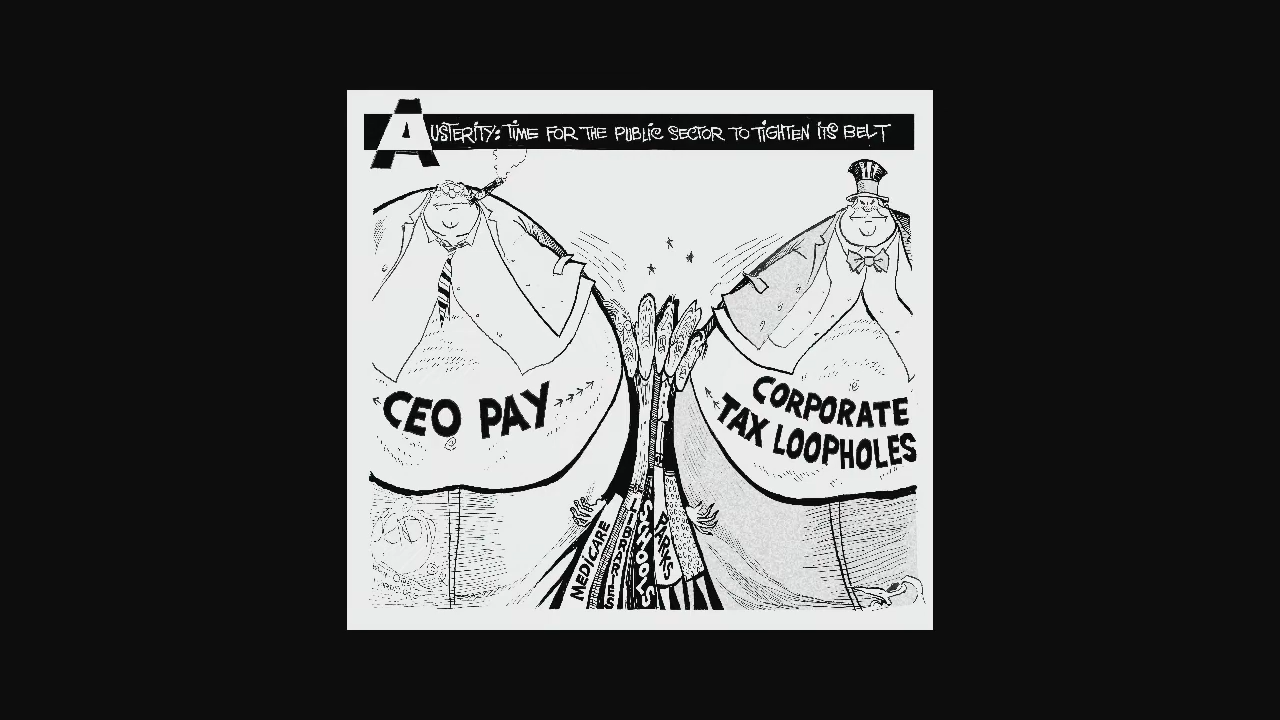 AUSTERITY: TIME FOR THE PUBLIC SECTOR TO TIGHTEN ITS BELT
CEO PAY
CORPORATE
TAX LOOPHOLES
MEDICARE
LIBRARIES
SCHOOLS
PARKS